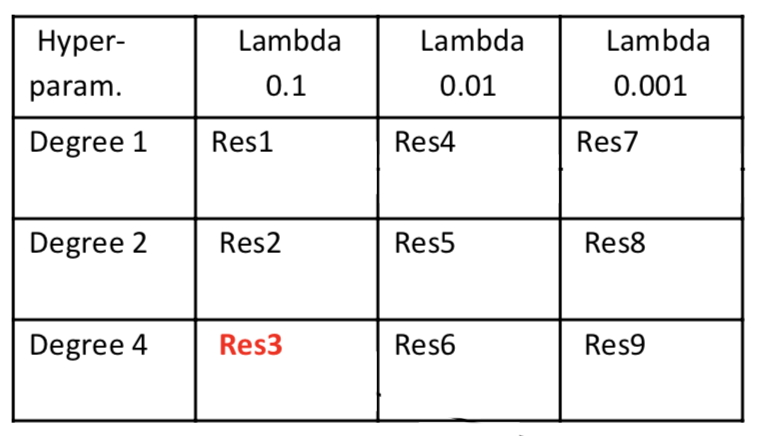 Hyper- Lambda Lambda Lambda
param. 0.1 0.01 0.001
Degree 1 Res1 Res4 Res7
Degree 2 Res2 Res5 Res8
Degree 4 Res3 Res6 Res9